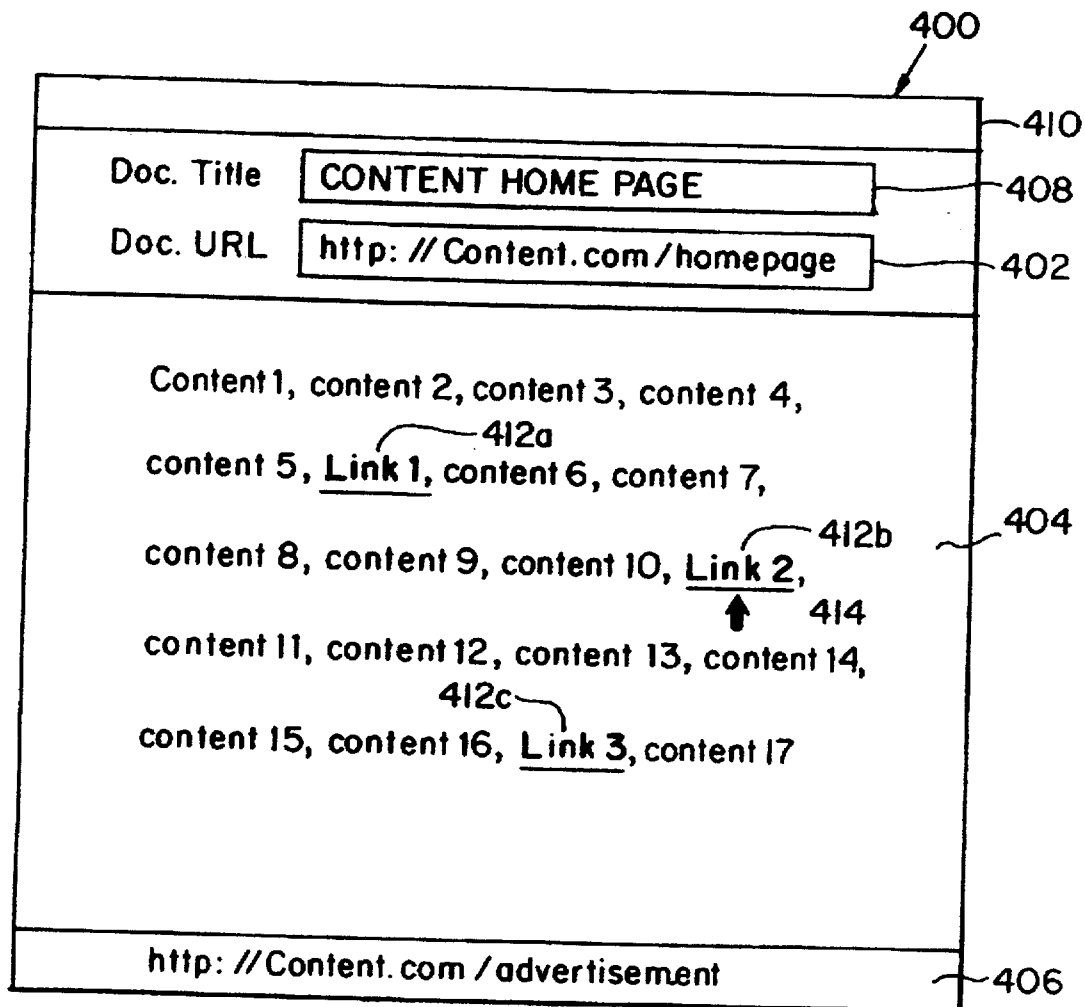 400
410
Doc. Title CONTENT HOME PAGE 408
Doc. URL http: //Content.com/homepage 402
Content 1, content 2, content 3, content 4,
412a
content 5, Link 1, content 6, content 7,
412b 404
content 8, content 9, content 10, Link 2,
414
content 11, content 12, content 13, content 14,
412c
content 15, content 16, Link 3, content 17
http: //Content.com/advertisement 406